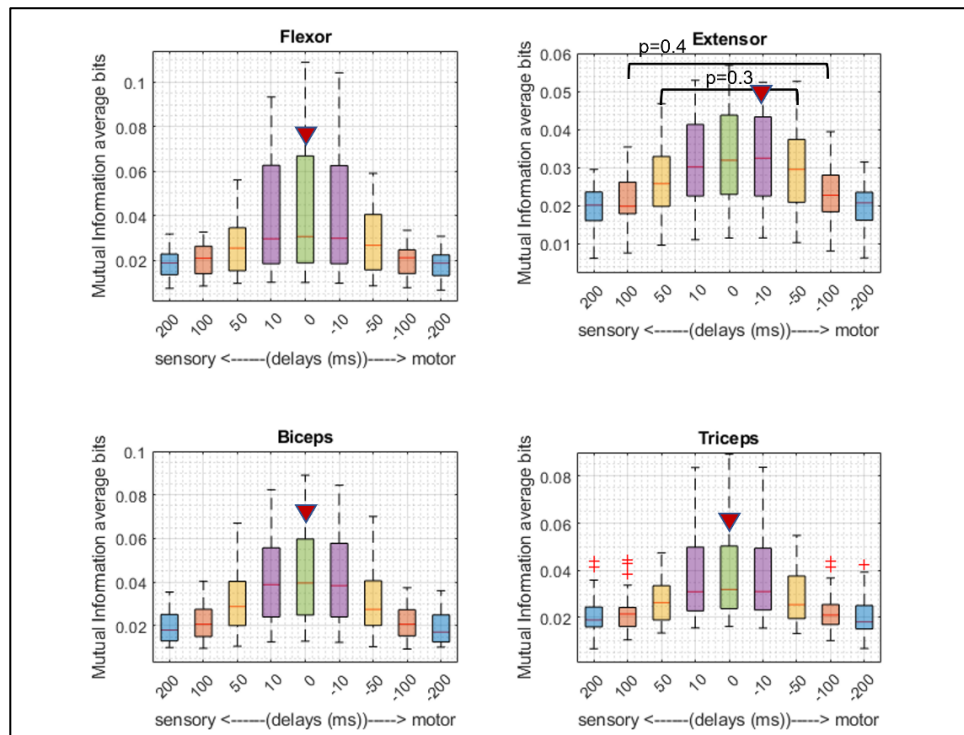 Flexor
Mutual Information average bits
0.1
0.08
0.06
0.04
0.02
200 100 50 10 0 -10 -50 -100 -200
sensory <------(delays (ms))-----> motor
Extensor
p=0.4
p=0.3
Mutual Information average bits
0.06
0.05
0.04
0.03
0.02
0.01
200 100 50 10 0 -10 -50 -100 -200
sensory <------(delays (ms))-----> motor
Biceps
Mutual Information average bits
0.1
0.08
0.06
0.04
0.02
200 100 50 10 0 -10 -50 -100 -200
sensory <------(delays (ms))-----> motor
Triceps
Mutual Information average bits
0.08
0.06
0.04
0.02
200 100 50 10 0 -10 -50 -100 -200
sensory <------(delays (ms))-----> motor